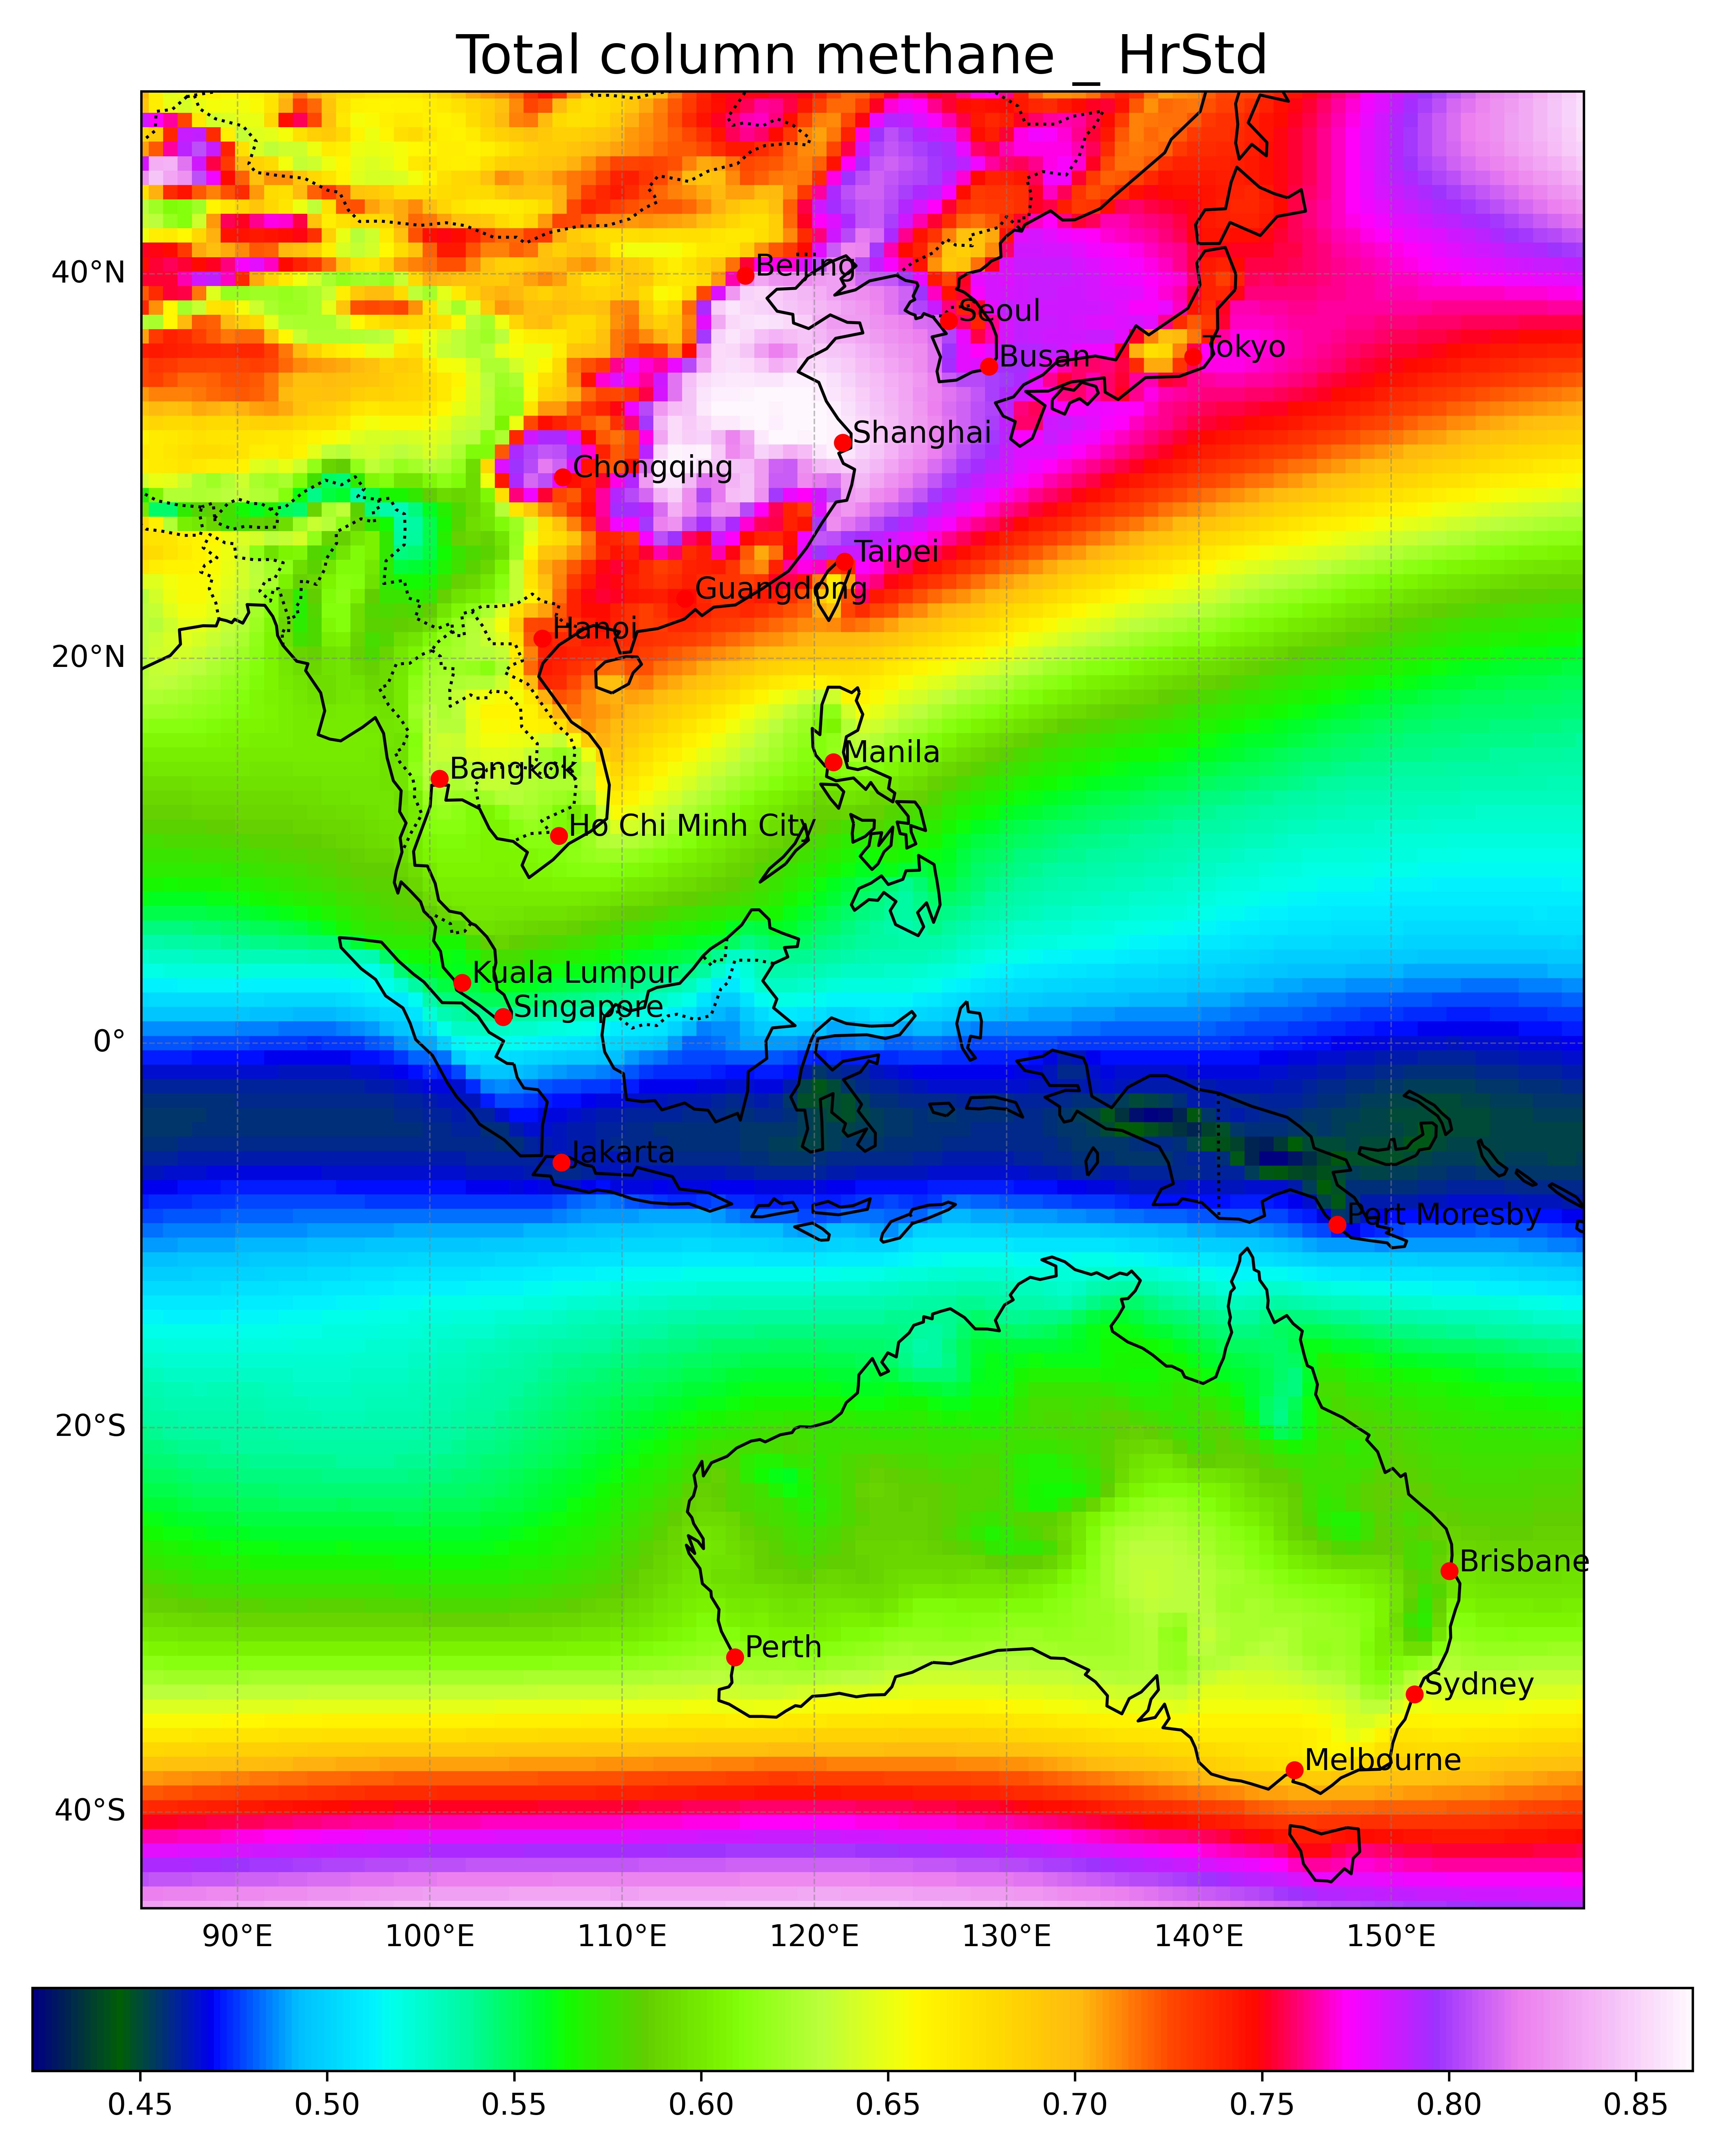 Total column methane _ HrStd
40°N
20°N
0°
20°S
40°S
Beijing
Seoul
Busan
Tokyo
Shanghai
Chongqing
Taipei
Guangdong
Hanoi
Manila
Bangkok
Ho Chi Minh City
Kuala Lumpur
Singapore
Jakarta
Port Moresby
Brisbane
Perth
Sydney
Melbourne
90°E 100°E 110°E 120°E 130°E 140°E 150°E
0.45 0.50 0.55 0.60 0.65 0.70 0.75 0.80 0.85